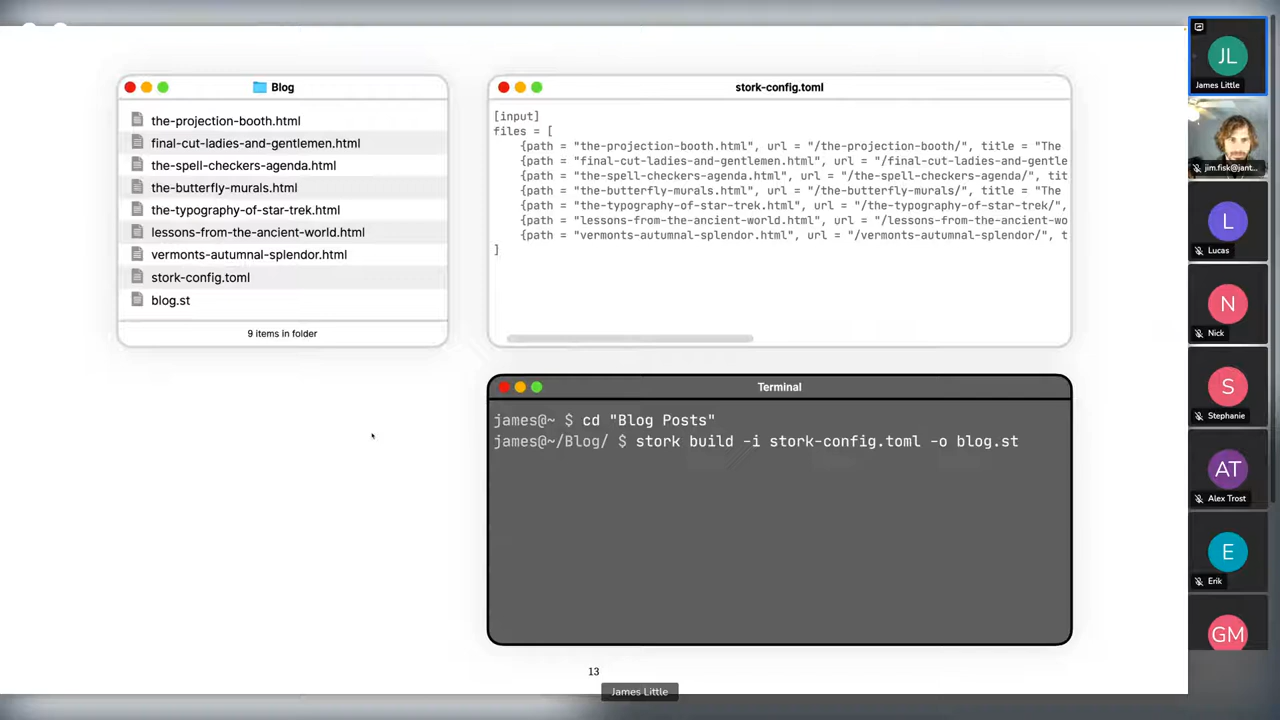 Blog
the-projection-booth.html
final-cut-ladies-and-gentlemen.html
the-spell-checkers-agenda.html
the-butterfly-murals.html
the-typography-of-star-trek.html
lessons-from-the-ancient-world.html
vermonts-autumnal-splendor.html
stork-config.toml
blog.st
9 items in folder
stork-config.toml
[input]
files = [
{path = "the-projection-booth.html", url = "/the-projection-booth/", title = "The
{path = "final-cut-ladies-and-gentlemen.html", url = "/final-cut-ladies-and-gentle
{path = "the-spell-checkers-agenda.html", url = "/the-spell-checkers-agenda/", tit
{path = "the-butterfly-murals.html", url = "/the-butterfly-murals/", title = "The
{path = "the-typography-of-star-trek.html", url = "/the-typography-of-star-trek/",
{path = "lessons-from-the-ancient-world.html", url = "/lessons-from-the-ancient-wo
{path = "vermonts-autumnal-splendor.html", url = "/vermonts-autumnal-splendor/", t
]
Terminal
james@~ $ cd "Blog Posts"
james@~/Blog/ $ stork build -i stork-config.toml -o blog.st
13
James Little
JL
James Little
jim.fisk@jant...
L
Lucas
N
Nick
S
Stephanie
AT
Alex Trost
E
Erik
GM